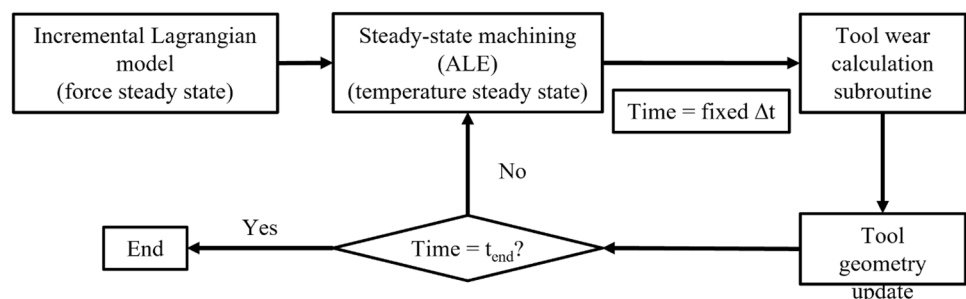 Incremental Lagrangian
model
(force steady state)
Steady-state machining
(ALE)
(temperature steady state)
Tool wear
calculation
subroutine
Time = fixed Δt
No
Yes
End
Time = tend?
Tool
geometry
update